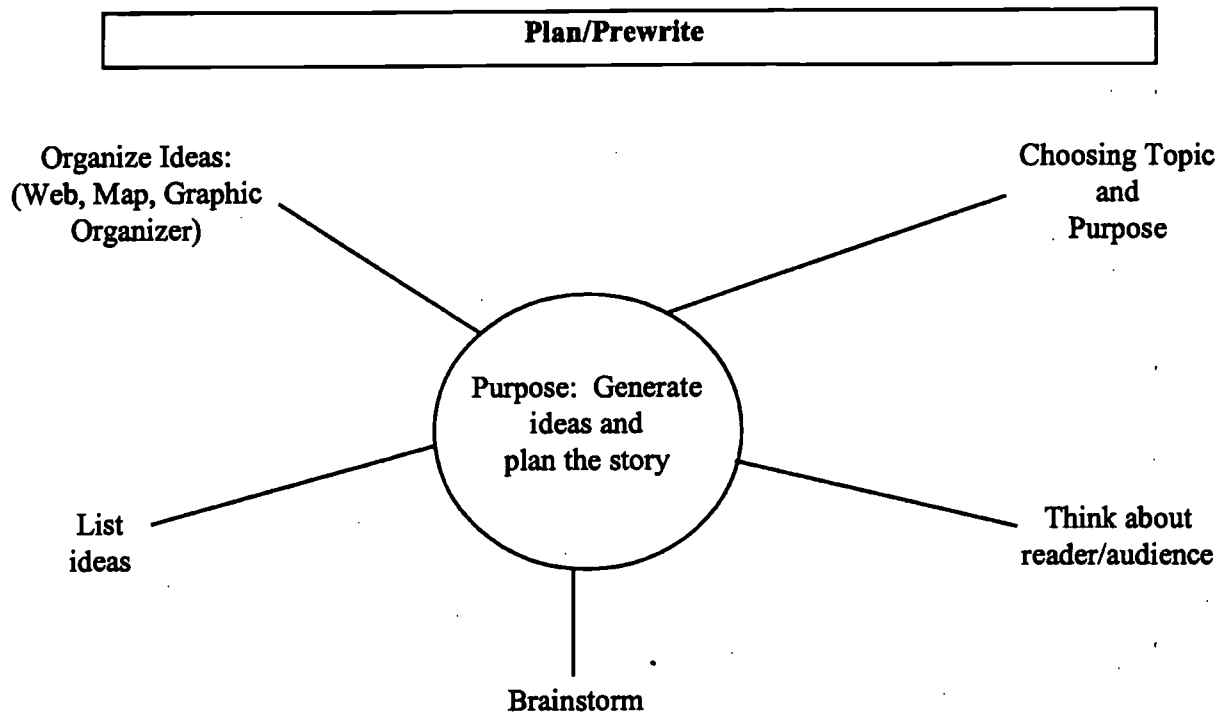 Plan/Prewrite
Organize Ideas:
(Web, Map, Graphic
Organizer)
Choosing Topic
and
Purpose
Purpose: Generate
ideas and
plan the story
List
ideas
Think about
reader/audience
Brainstorm